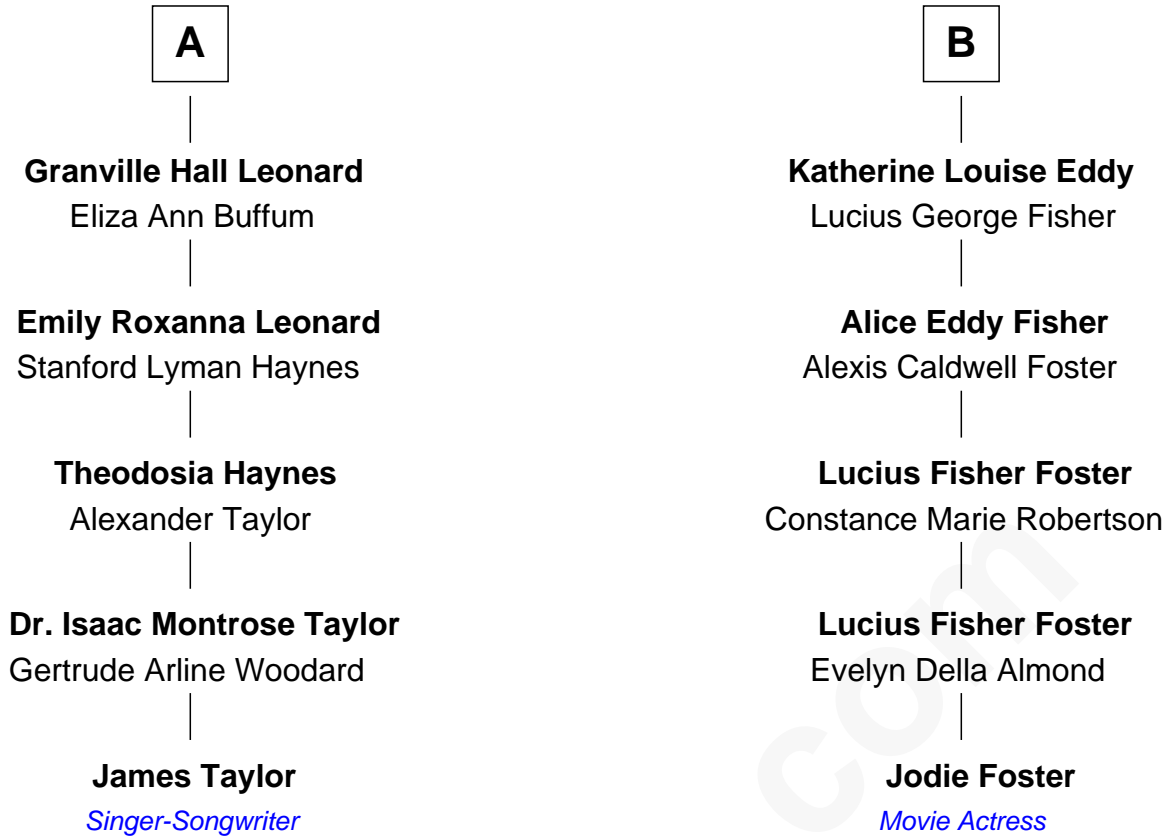 A
B
Granville Hall Leonard
Eliza Ann Buffum
Katherine Louise Eddy
Lucius George Fisher
Emily Roxanna Leonard
Stanford Lyman Haynes
Alice Eddy Fisher
Alexis Caldwell Foster
Theodosia Haynes
Alexander Taylor
Lucius Fisher Foster
Constance Marie Robertson
Dr. Isaac Montrose Taylor
Gertrude Arline Woodard
Lucius Fisher Foster
Evelyn Della Almond
James Taylor
Singer-Songwriter
Jodie Foster
Movie Actress
com